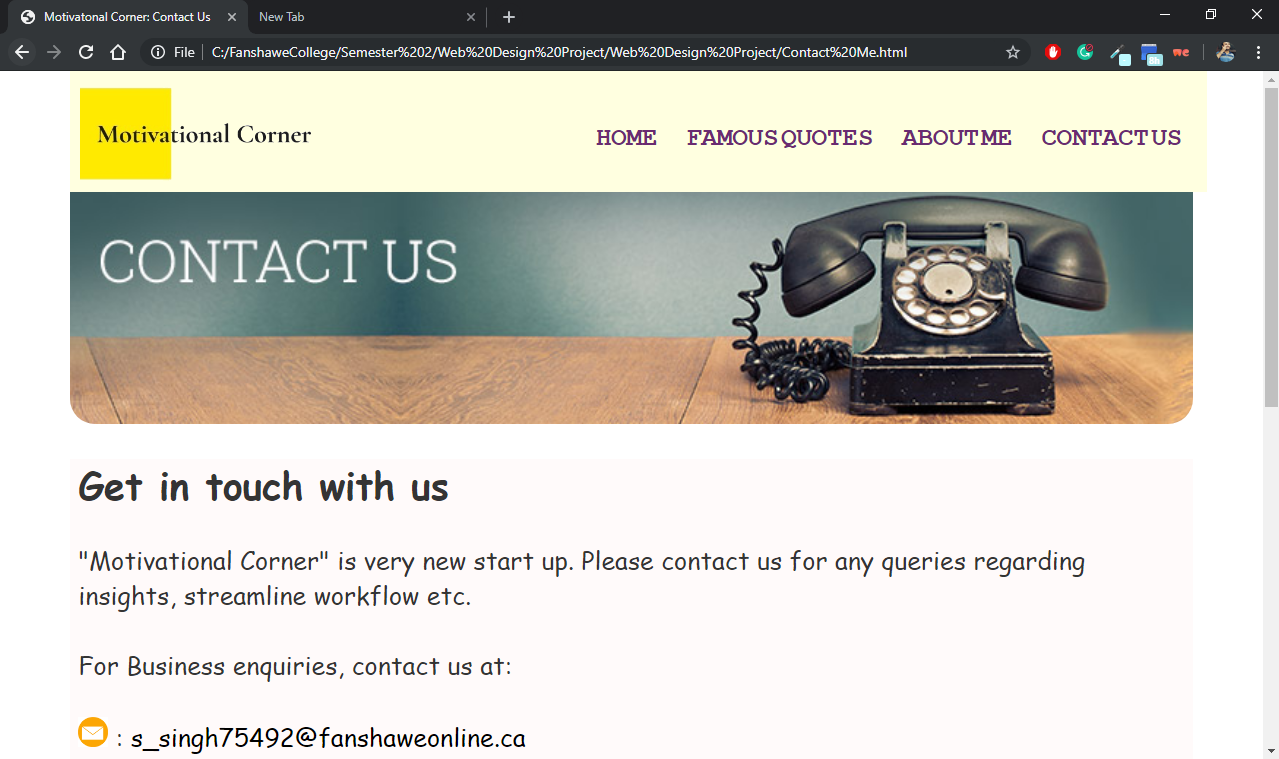 Motivatonal Corner: Contact Us
New Tab
File
C:/FanshaweCollege/Semester%202/Web%20Design%20Project/Web%20Design%20Project/Contact%20Me.html
8h
we
Motivational Corner
HOME FAMOUS QUOTES ABOUT ME CONTACT US
CONTACT US
Get in touch with us
"Motivational Corner" is very new start up. Please contact us for any queries regarding
insights, streamline workflow etc.
For Business enquiries, contact us at:
: s_singh75492@fanshaweonline.ca